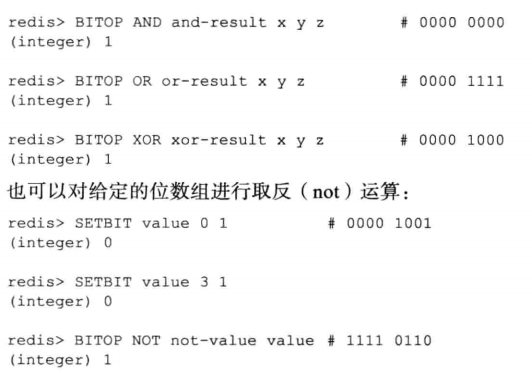 redis> BITOP AND and-result x y z # 0000 0000
(integer) 1
redis> BITOP OR or-result x y z # 0000 1111
(integer) 1
redis> BITOP XOR xor-result x y z # 0000 1000
(integer) 1
也可以对给定的位数组进行取反（not）运算：
redis> SETBIT value 0 1 # 0000 1001
(integer) 0
redis> SETBIT value 3 1
(integer) 0
redis> BITOP NOT not-value value # 1111 0110
(integer) 1